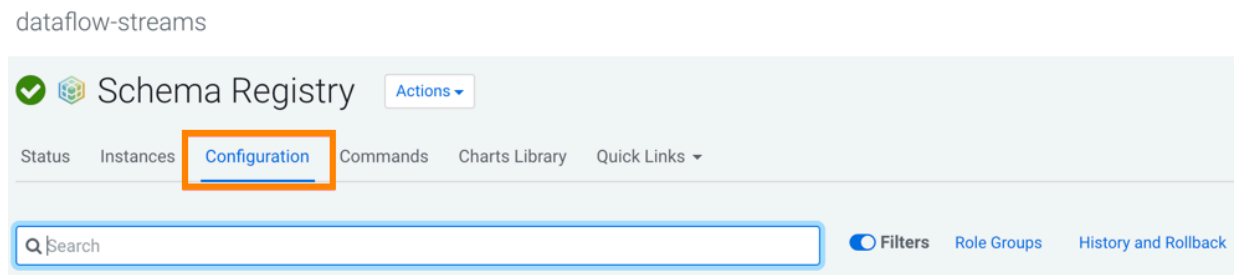 dataflow-streams
Schema Registry Actions
Status Instances Configuration Commands Charts Library Quick Links
Search Filters Role Groups History and Rollback